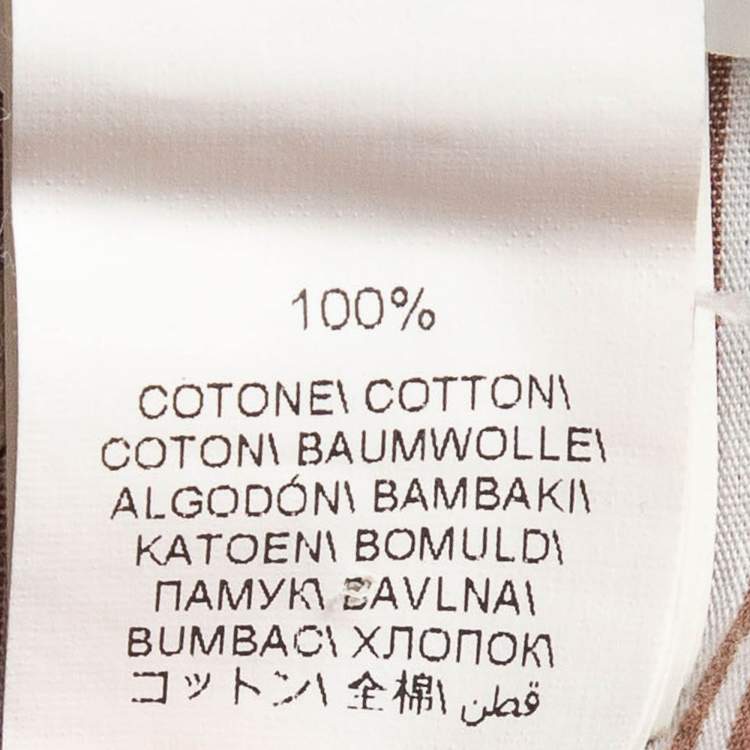 100%
COTONE\ COTTON\
COTON\ BAUMWOLLE\
ALGODÓN\ BAMBAKI\
KATOEN\ BOMULD\
ПАМУК\ BAVLNA\
BUMBAC\ ХЛОПОК\
コットン\ 全棉\ قطن